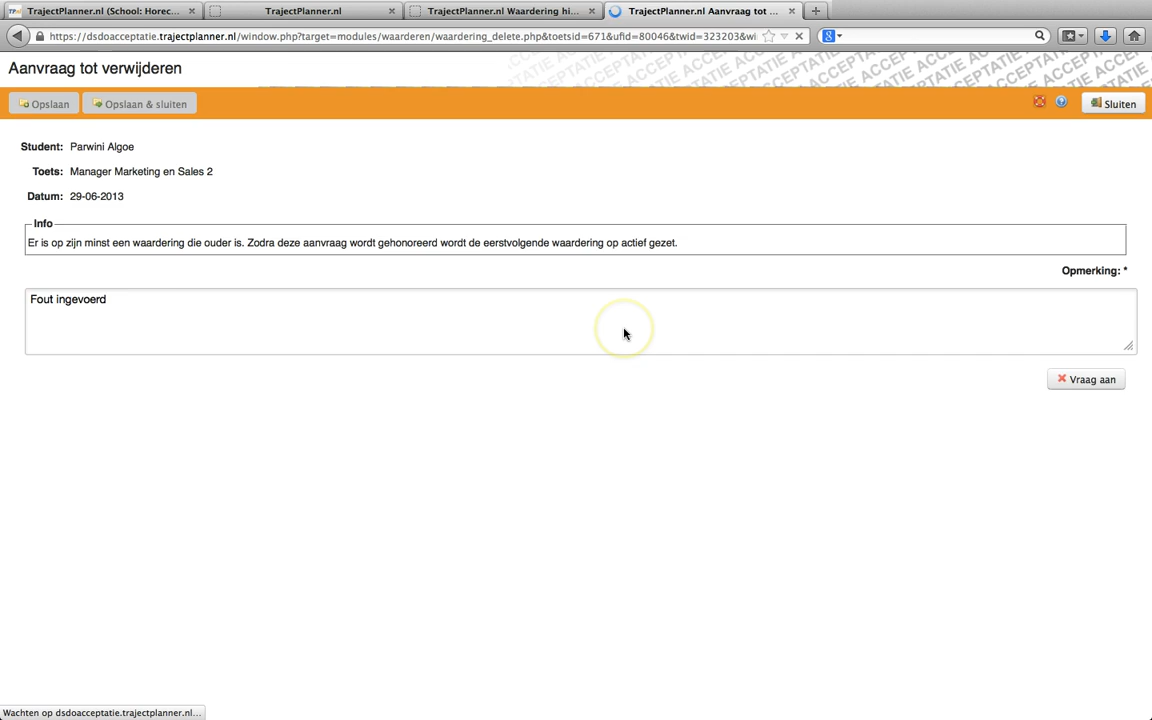 TrajectPlanner.nl (School: Horec...
TrajectPlanner.nl
TrajectPlanner.nl Waardering hi...
TrajectPlanner.nl Aanvraag tot ...
https://dsdoacceptatie.trajectplanner.nl/window.php?target=modules/waarderen/waardering_delete.php&toetsid=671&ufid=80046&twid=323203&wi
Aanvraag tot verwijderen
ACCEPTATIE ACCEPTATIE ACCEPTATIE
Opslaan
Opslaan & sluiten
Sluiten
Student: Parwini Algoe
Toets: Manager Marketing en Sales 2
Datum: 29-06-2013
Info
Er is op zijn minst een waardering die ouder is. Zodra deze aanvraag wordt gehonoreerd wordt de eerstvolgende waardering op actief gezet.
Opmerking: *
Fout ingevoerd
Vraag aan
Wachten op dsdoacceptatie.trajectplanner.nl...